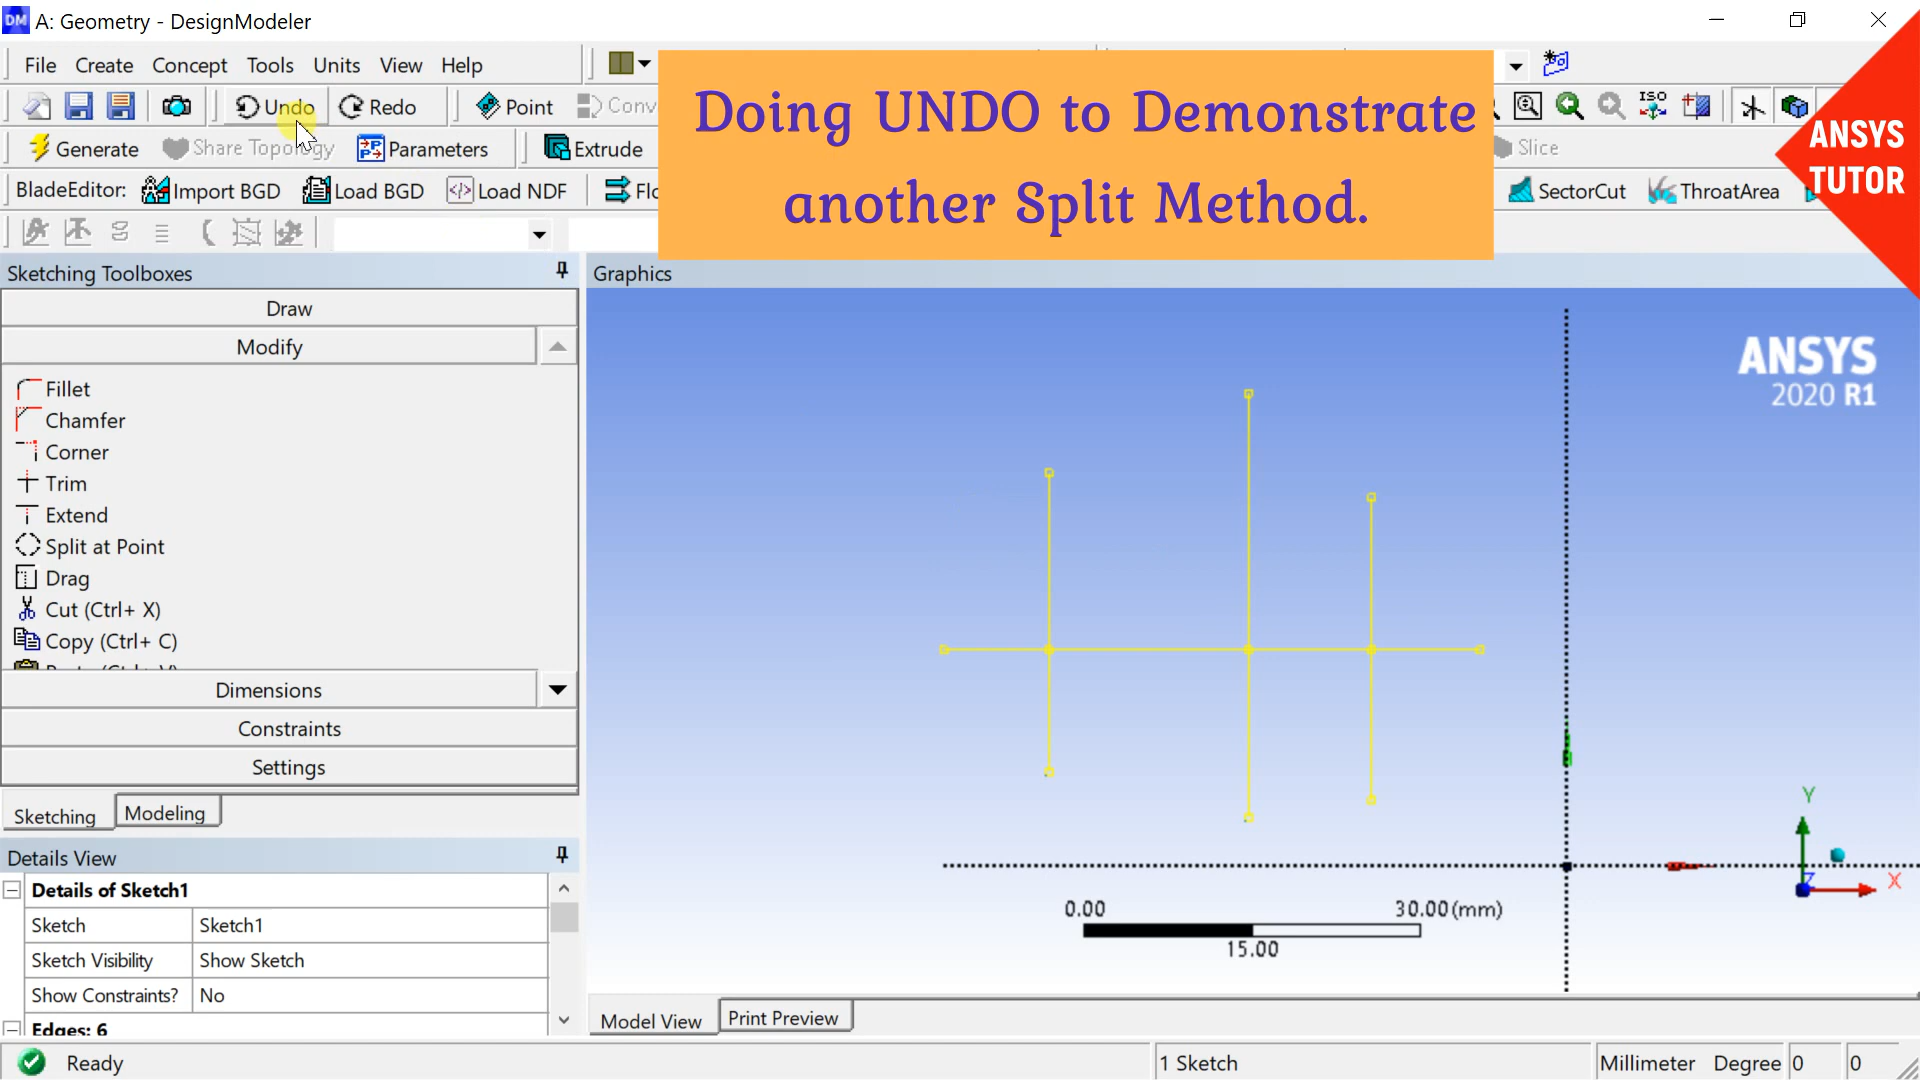 DM A: Geometry - DesignModeler
File Create Concept Tools Units View Help
Undo Redo Point Conv
Doing UNDO to Demonstrate
another Split Method.
ISO
ANSYS
TUTOR
Generate Share Topology Parameters Extrude Slice
BladeEditor: Import BGD Load BGD Load NDF Flo SectorCut ThroatArea
Sketching Toolboxes
Graphics
Draw
Modify
Fillet
Chamfer
Corner
Trim
Extend
Split at Point
Drag
Cut (Ctrl+ X)
Copy (Ctrl+ C)
Dimensions
Constraints
Settings
Sketching Modeling
ANSYS
2020 R1
Y
Z
X
0.00 30.00 (mm)
15.00
Details View
Details of Sketch1
Sketch Sketch1
Sketch Visibility Show Sketch
Show Constraints? No
Edges: 6
Model View Print Preview
Ready 1 Sketch Millimeter Degree 0 0